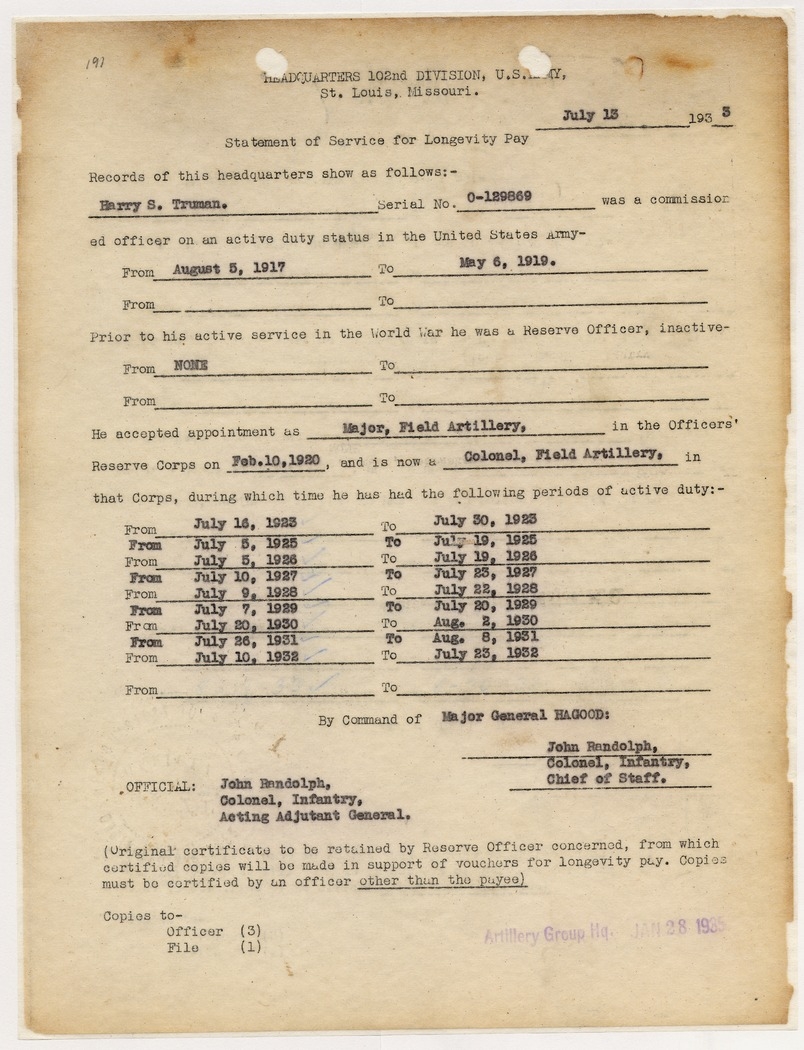 191
HEADQUARTERS 102nd DIVISION, U.S.ARMY,
St. Louis, Missouri.
July 13 1933
Statement of Service for Longevity Pay
Records of this headquarters show as follows:-
Harry S. Truman. Serial No. O-129869 was a commission
ed officer on an active duty status in the United States Army-
From August 5, 1917 To May 6, 1919.
From To
Prior to his active service in the World War he was a Reserve Officer, inactive-
From NONE To
From To
He accepted appointment as Major, Field Artillery, in the Officers'
Reserve Corps on Feb.10,1920, and is now a Colonel, Field Artillery, in
that Corps, during which time he has had the following periods of active duty:-
From July 16, 1923 To July 30, 1923
From July 5, 1925 To July 19, 1925
From July 5, 1926 To July 19, 1926
From July 10, 1927 To July 23, 1927
From July 9, 1928 To July 22, 1928
From July 7, 1929 To July 20, 1929
From July 20, 1930 To Aug. 2, 1930
From July 26, 1931 To Aug. 8, 1931
From July 10, 1932 To July 23, 1932
From To
By Command of Major General HAGOOD:
John Randolph,
Colonel, Infantry,
Chief of Staff.
OFFICIAL: John Randolph,
Colonel, Infantry,
Acting Adjutant General.
(Original certificate to be retained by Reserve Officer concerned, from which
certified copies will be made in support of vouchers for longevity pay. Copies
must be certified by an officer other than the payee)
Copies to-
Officer (3)
File (1)
Artillery Group Hq. JAN 28 1935